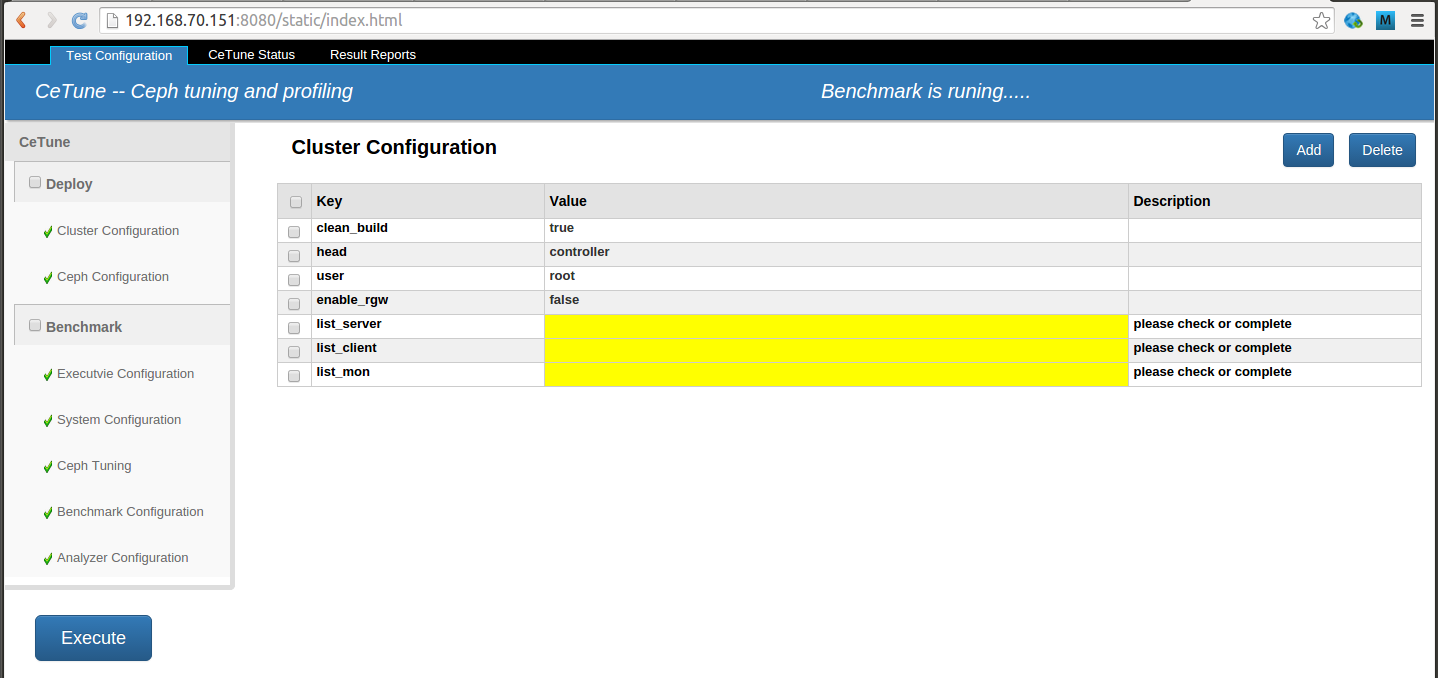 192.168.70.151:8080/static/index.html
M
Test Configuration CeTune Status Result Reports
CeTune -- Ceph tuning and profiling Benchmark is runing.....
CeTune
Deploy
Cluster Configuration
Ceph Configuration
Benchmark
Executvie Configuration
System Configuration
Ceph Tuning
Benchmark Configuration
Analyzer Configuration
Execute
Cluster Configuration Add Delete
Key Value Description
clean_build true
head controller
user root
enable_rgw false
list_server please check or complete
list_client please check or complete
list_mon please check or complete